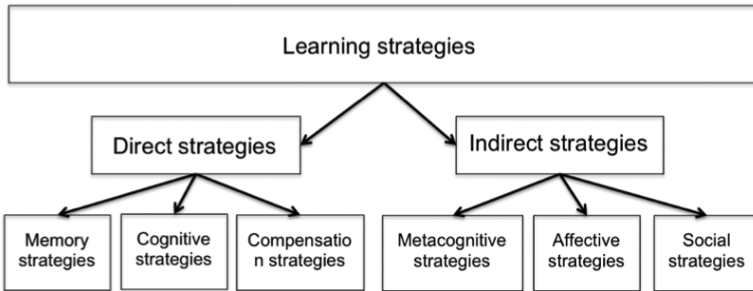 Learning strategies
Direct strategies
Indirect strategies
Memory
strategies
Cognitive
strategies
Compensatio
n strategies
Metacognitive
strategies
Affective
strategies
Social
strategies